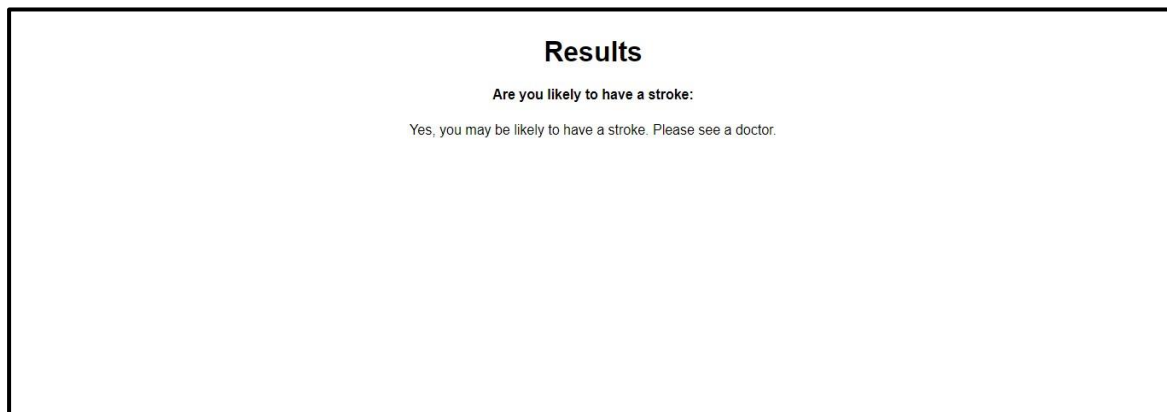 Results
Are you likely to have a stroke:
Yes, you may be likely to have a stroke. Please see a doctor.